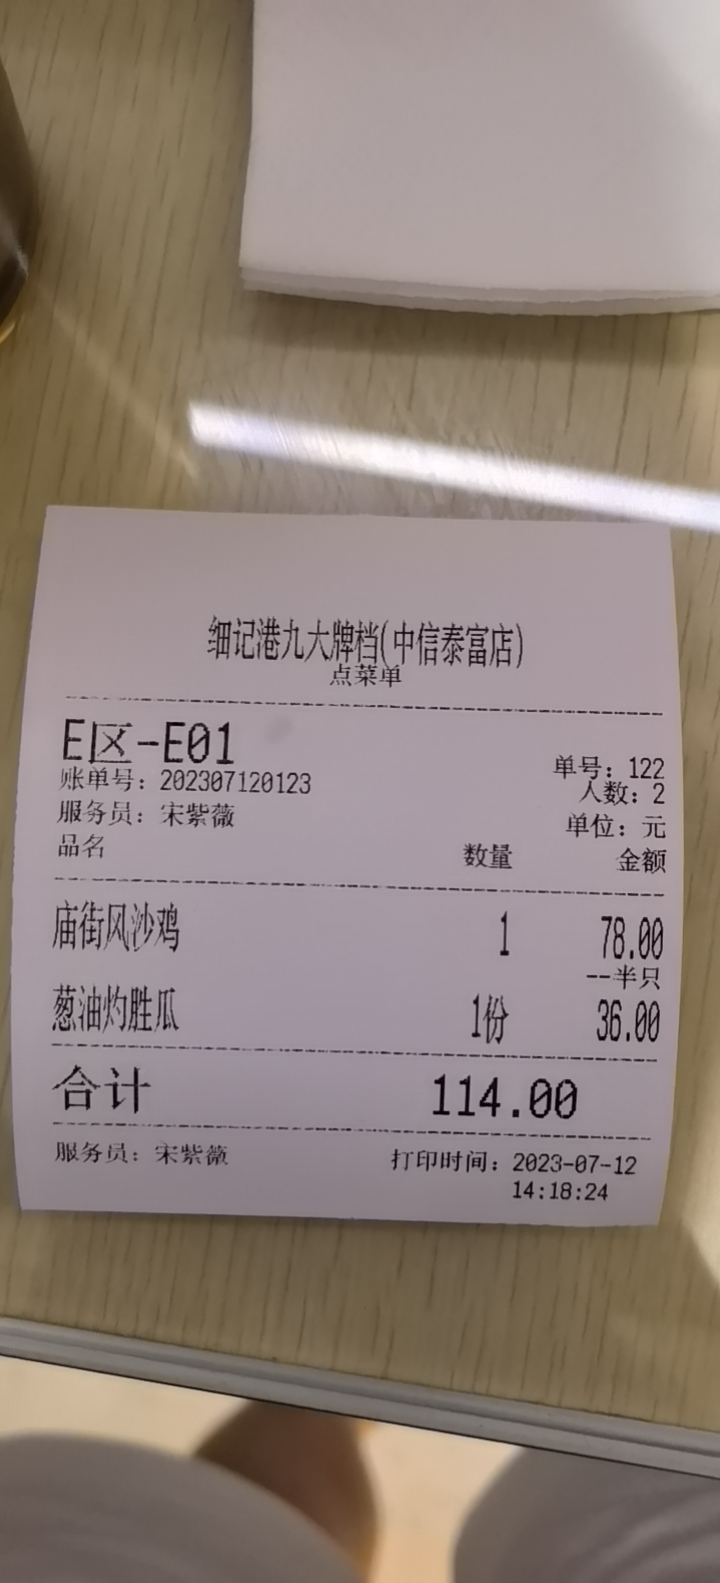 细记港九大牌档(中信泰富店)
点菜单
E区-E01
单号：122
账单号：202307120123
人数：2
服务员：宋紫薇
单位：元
品名 数量 金额
庙街风沙鸡 1 78.00
--半只
葱油灼胜瓜 1份 36.00
合计 114.00
服务员：宋紫薇 打印时间：2023-07-12
14:18:24